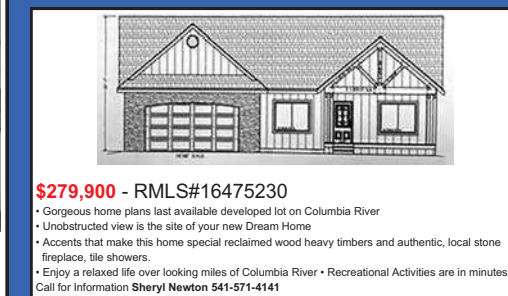 $279,900 - RMLS#16475230
• Gorgeous home plans last available developed lot on Columbia River
• Unobstructed view is the site of your new Dream Home
• Accents that make this home special reclaimed wood heavy timbers and authentic, local stone
fireplace, tile showers.
• Enjoy a relaxed life over looking miles of Columbia River • Recreational Activities are in minutes
Call for Information Sheryl Newton 541-571-4141